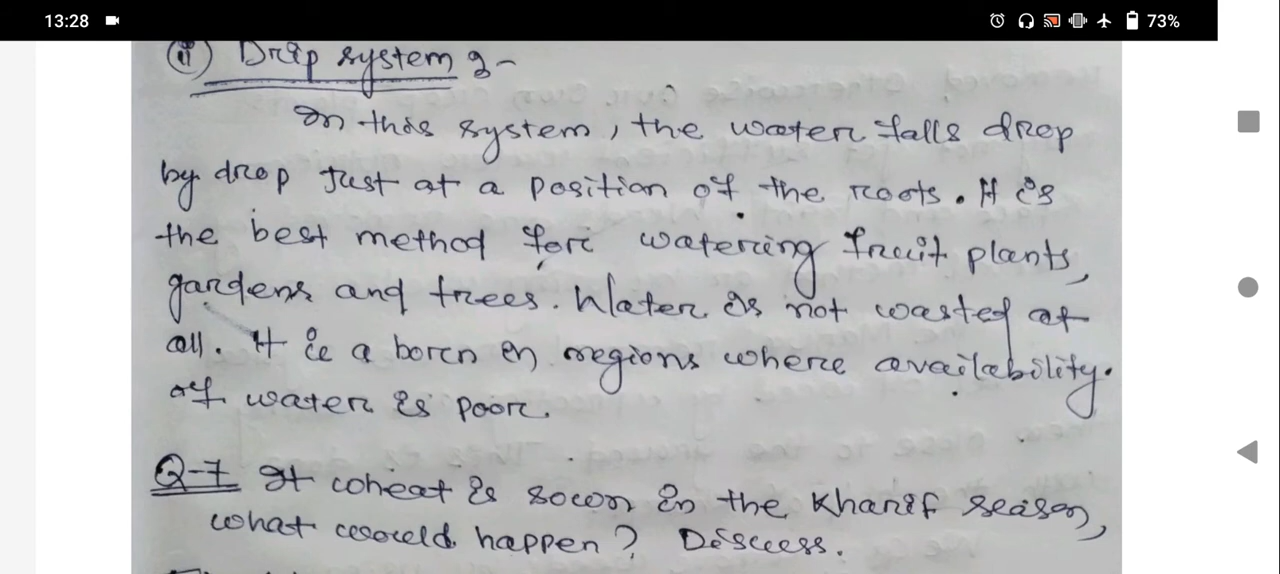 13:28
73%
(ii) Drip system :-
In this system, the water falls drop
by drop Just at a position of the roots. It is
the best method for watering fruit plants,
gardens and trees. Water is not wasted at
all. It is a born in regions where availability.
of water is poor.
Q-7 If wheat is sown in the Kharif season,
what would happen? Discuss.